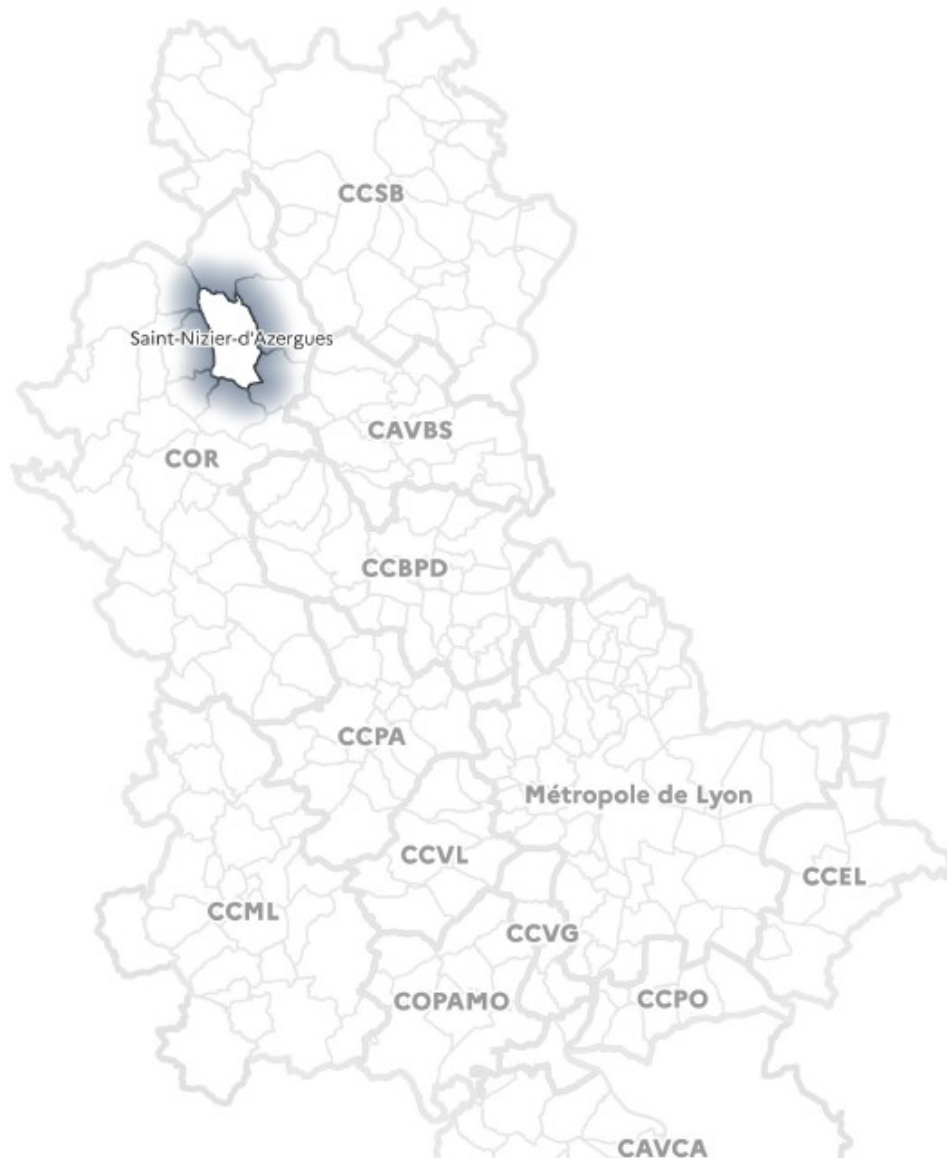 CCSB
Saint-Nizier-d'Azergues
CAVBS
COR
CCBPD
CCPA
Métropole de Lyon
CCVL
CCEL
CCML
CCVG
COPAMO
CCPO
CAVCA